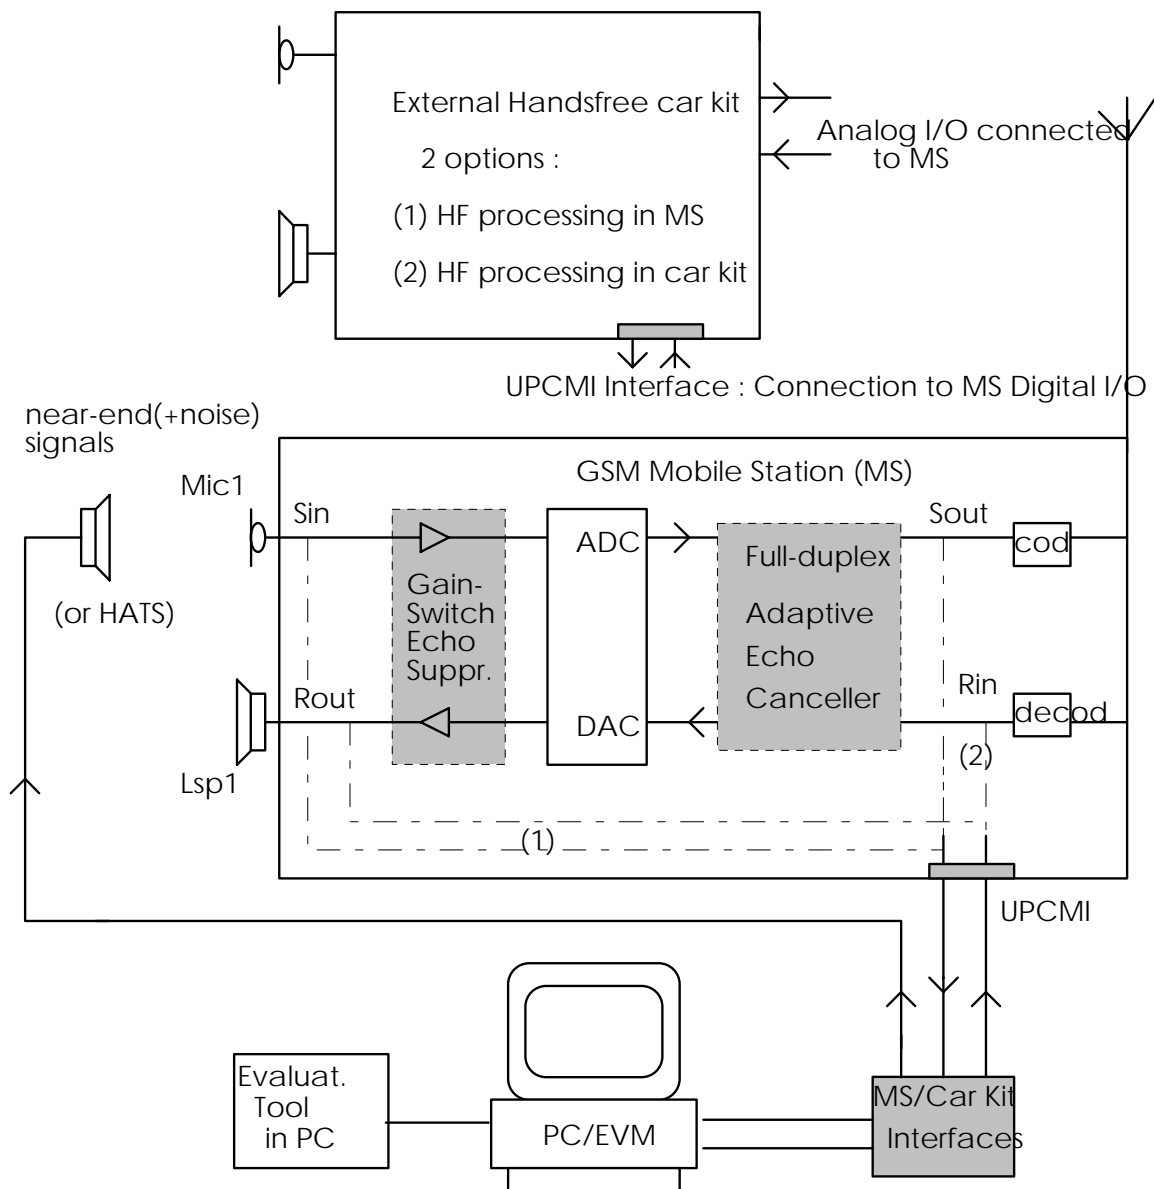 External Handsfree car kit
2 options :
(1) HF processing in MS
(2) HF processing in car kit
Analog I/O connected
to MS
UPCMI Interface : Connection to MS Digital I/O
near-end(+noise)
signals
(or HATS)
GSM Mobile Station (MS)
Mic1
Sin
Gain-
Switch
Echo
Suppr.
ADC
DAC
Full-duplex
Adaptive
Echo
Canceller
Sout
cod
Rin
decod
Rout
Lsp1
(1)
(2)
UPCMI
Evaluat.
Tool
in PC
PC/EVM
MS/Car Kit
Interfaces